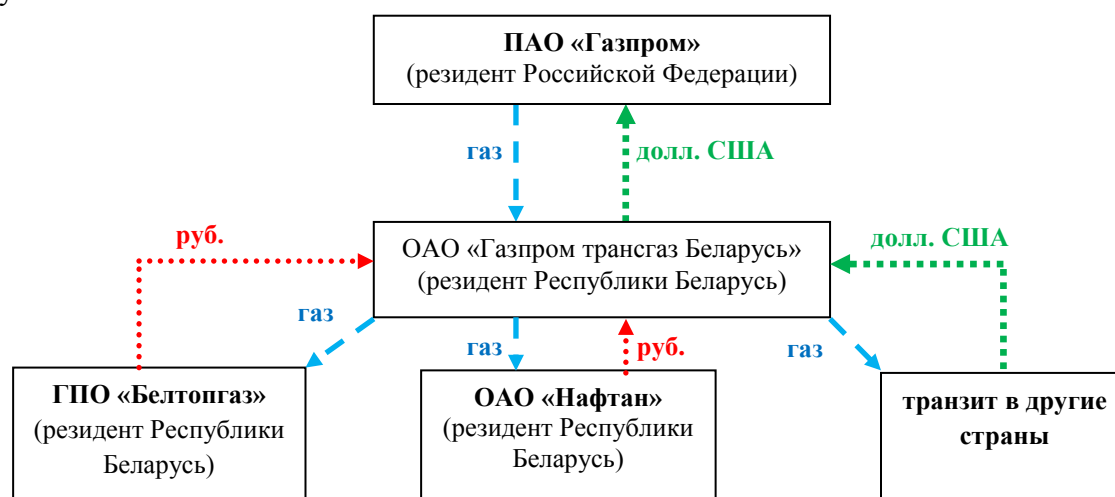 ПАО «Газпром»
(резидент Российской Федерации)
газ
долл. США
руб.
ОАО «Газпром трансгаз Беларусь»
(резидент Республики Беларусь)
долл. США
газ
газ
руб.
газ
ГПО «Белтопгаз»
(резидент Республики
Беларусь)
ОАО «Нафтан»
(резидент Республики
Беларусь)
транзит в другие
страны